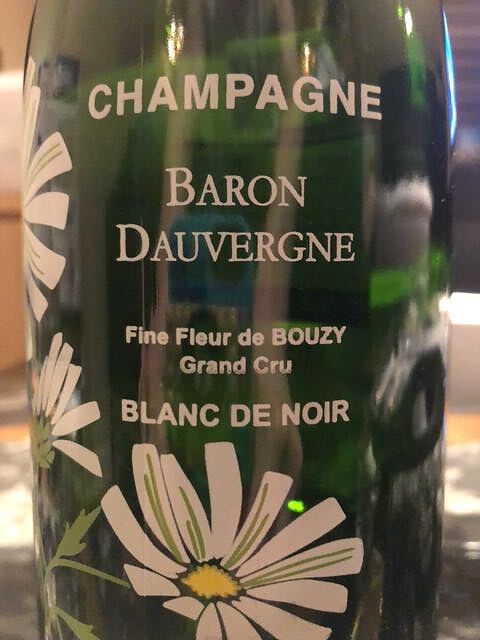 CHAMPAGNE
BARON
DAUVERGNE
Fine Fleur de BOUZY
Grand Cru
BLANC DE NOIR